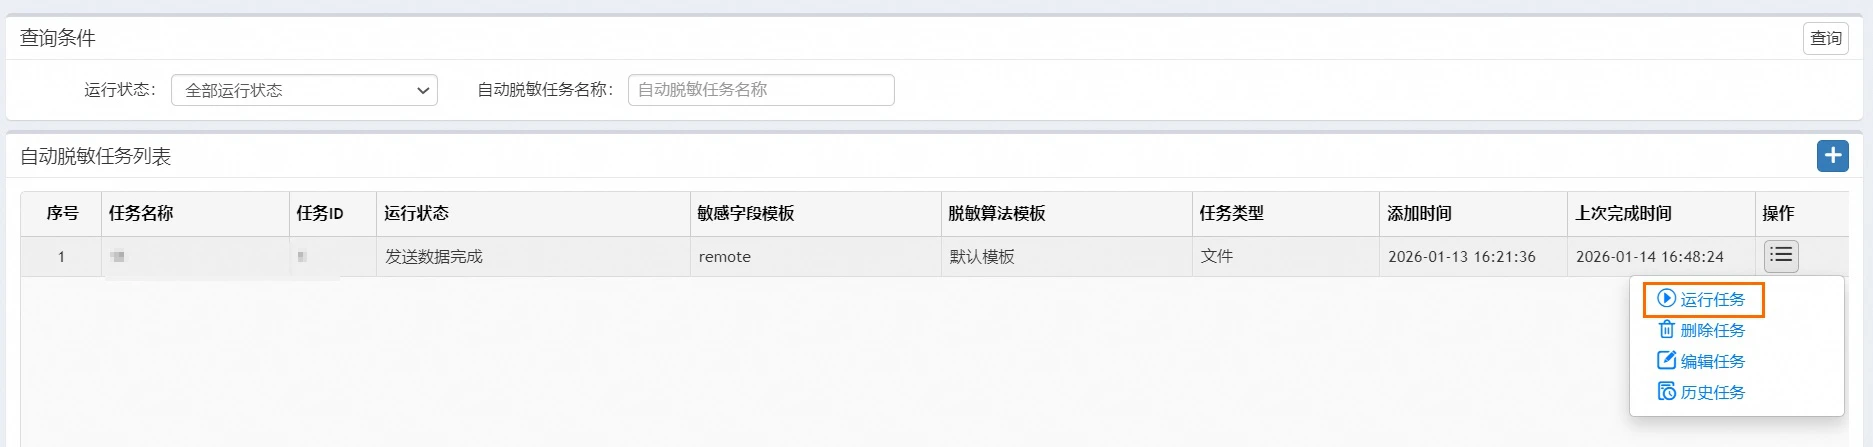 查询条件 查询
运行状态： 全部运行状态 自动脱敏任务名称： 自动脱敏任务名称
自动脱敏任务列表
序号 任务名称 任务ID 运行状态 敏感字段模板 脱敏算法模板 任务类型 添加时间 上次完成时间 操作
1 发送数据完成 remote 默认模板 文件 2026-01-13 16:21:36 2026-01-14 16:48:24
运行任务
删除任务
编辑任务
历史任务